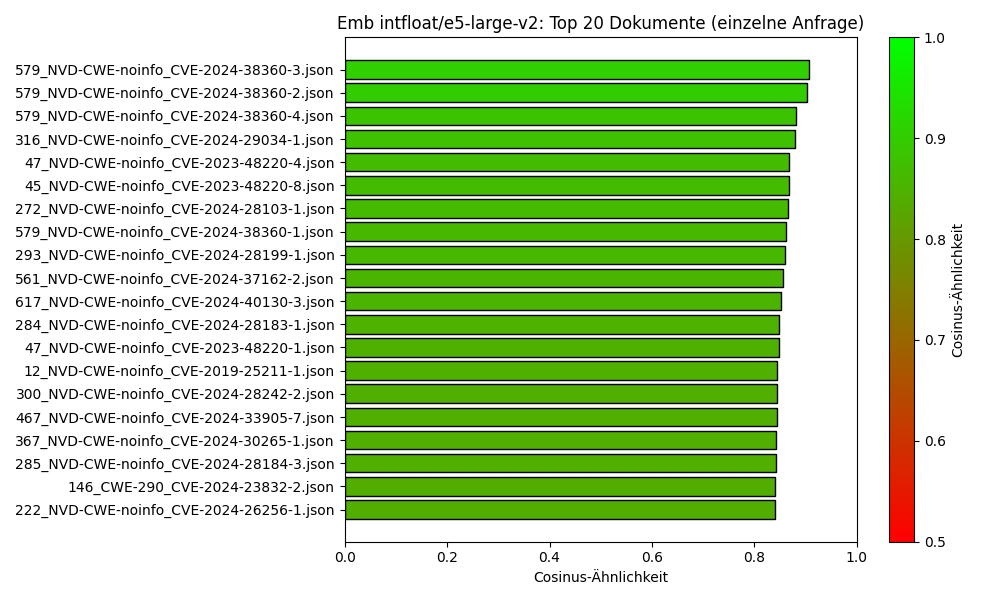 Emb intfloat/e5-large-v2: Top 20 Dokumente (einzelne Anfrage)
579_NVD-CWE-noinfo_CVE-2024-38360-3.json
579_NVD-CWE-noinfo_CVE-2024-38360-2.json
579_NVD-CWE-noinfo_CVE-2024-38360-4.json
316_NVD-CWE-noinfo_CVE-2024-29034-1.json
47_NVD-CWE-noinfo_CVE-2023-48220-4.json
45_NVD-CWE-noinfo_CVE-2023-48220-8.json
272_NVD-CWE-noinfo_CVE-2024-28103-1.json
579_NVD-CWE-noinfo_CVE-2024-38360-1.json
293_NVD-CWE-noinfo_CVE-2024-28199-1.json
561_NVD-CWE-noinfo_CVE-2024-37162-2.json
617_NVD-CWE-noinfo_CVE-2024-40130-3.json
284_NVD-CWE-noinfo_CVE-2024-28183-1.json
47_NVD-CWE-noinfo_CVE-2023-48220-1.json
12_NVD-CWE-noinfo_CVE-2019-25211-1.json
300_NVD-CWE-noinfo_CVE-2024-28242-2.json
467_NVD-CWE-noinfo_CVE-2024-33905-7.json
367_NVD-CWE-noinfo_CVE-2024-30265-1.json
285_NVD-CWE-noinfo_CVE-2024-28184-3.json
146_CWE-290_CVE-2024-23832-2.json
222_NVD-CWE-noinfo_CVE-2024-26256-1.json
0.0 0.2 0.4 0.6 0.8 1.0
Cosinus-Ähnlichkeit
1.0
0.9
0.8
0.7
0.6
0.5
Cosinus-Ähnlichkeit